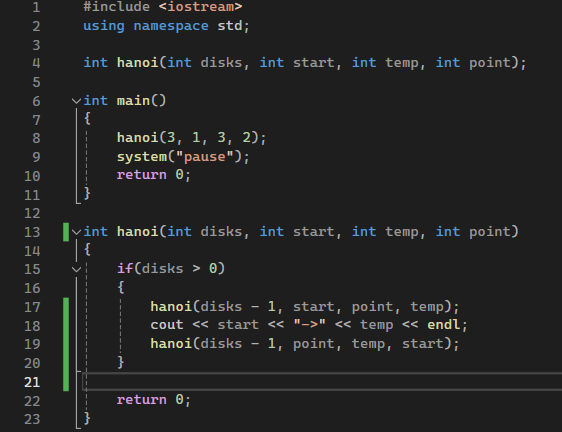 1 #include <iostream>
2 using namespace std;
3
4 int hanoi(int disks, int start, int temp, int point);
5
6 int main()
7 {
8 hanoi(3, 1, 3, 2);
9 system("pause");
10 return 0;
11 }
12
13 int hanoi(int disks, int start, int temp, int point)
14 {
15 if(disks > 0)
16 {
17 hanoi(disks - 1, start, point, temp);
18 cout << start << "->" << temp << endl;
19 hanoi(disks - 1, point, temp, start);
20 }
21
22 return 0;
23 }